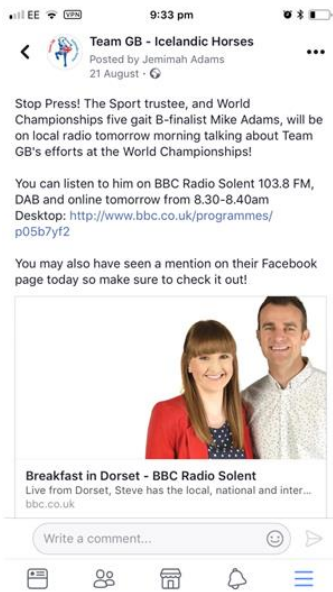 EE VPN 9:33 pm
Team GB - Icelandic Horses
Posted by Jemimah Adams
21 August ·
Stop Press! The Sport trustee, and World
Championships five gait B-finalist Mike Adams, will be
on local radio tomorrow morning talking about Team
GB's efforts at the World Championships!
You can listen to him on BBC Radio Solent 103.8 FM,
DAB and online tomorrow from 8.30-8.40am
Desktop: http://www.bbc.co.uk/programmes/
p05b7yf2
You may also have seen a mention on their Facebook
page today so make sure to check it out!
Breakfast in Dorset - BBC Radio Solent
Live from Dorset, Steve has the local, national and inter...
bbc.co.uk
Write a comment...